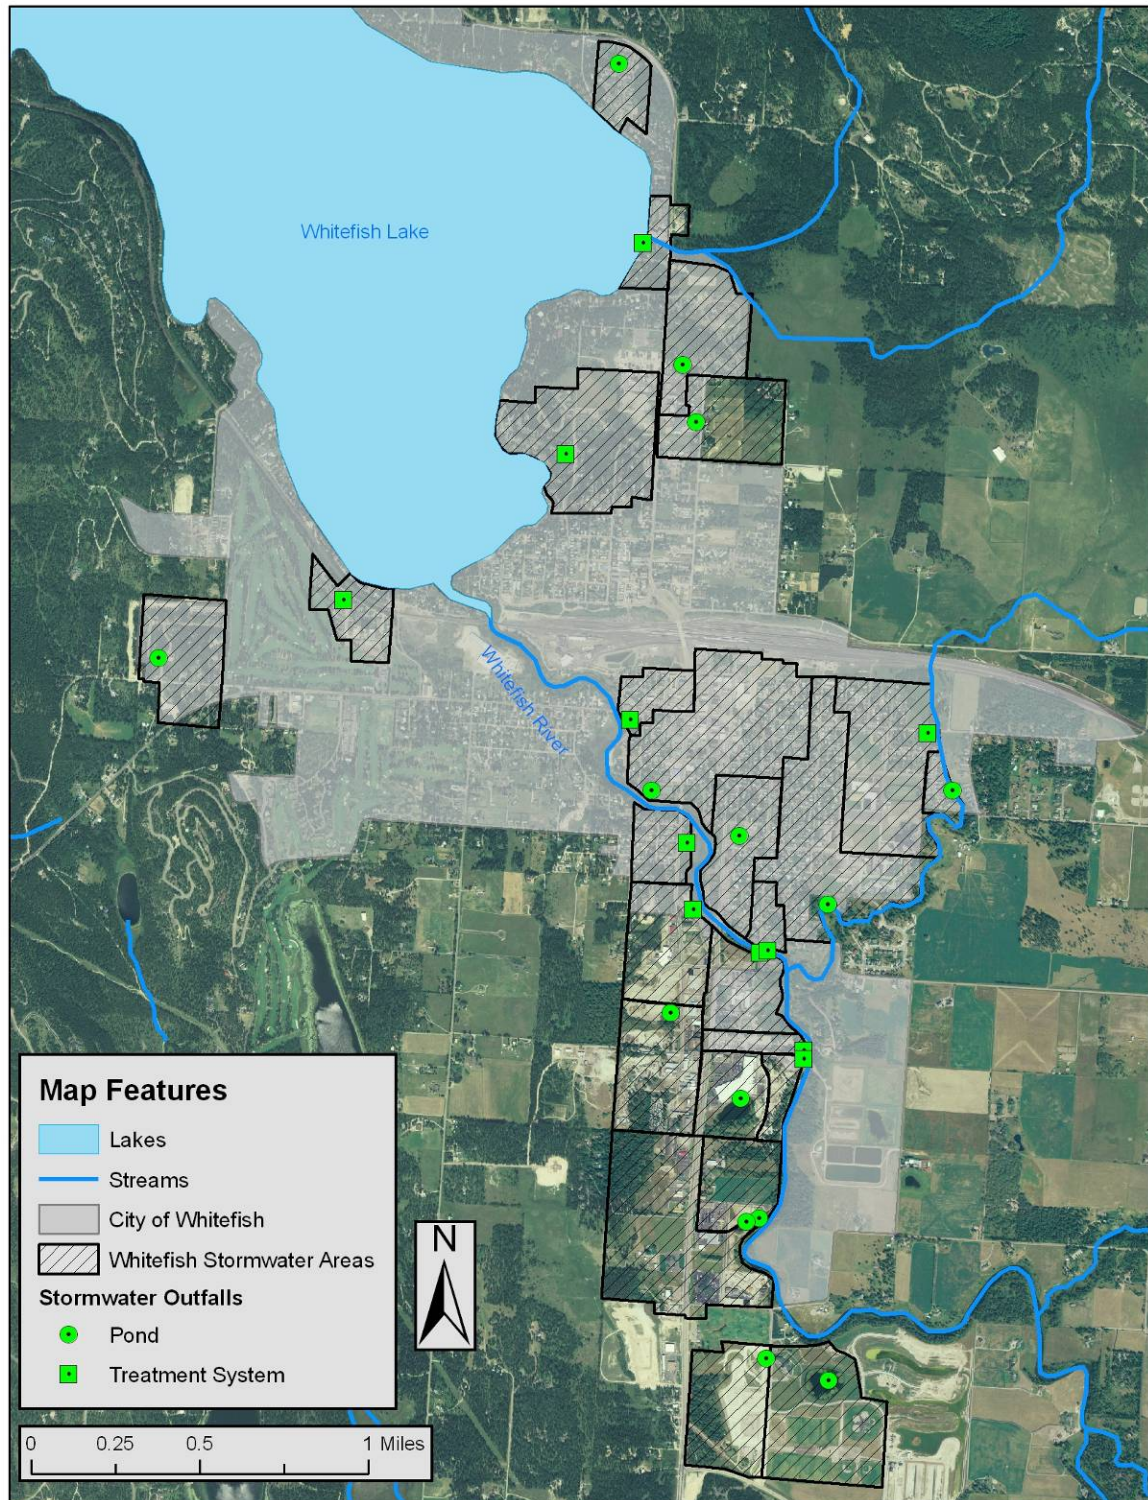 Whitefish Lake
Whitefish River
Map Features
Lakes
Streams
City of Whitefish
Whitefish Stormwater Areas
Stormwater Outfalls
Pond
Treatment System
N
0 0.25 0.5 1 Miles